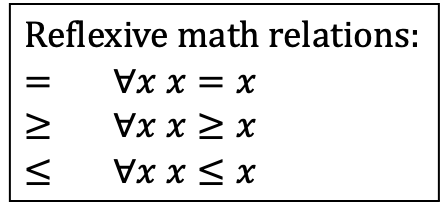 Reflexive math relations:
= ∀x x = x
≥ ∀x x ≥ x
≤ ∀x x ≤ x